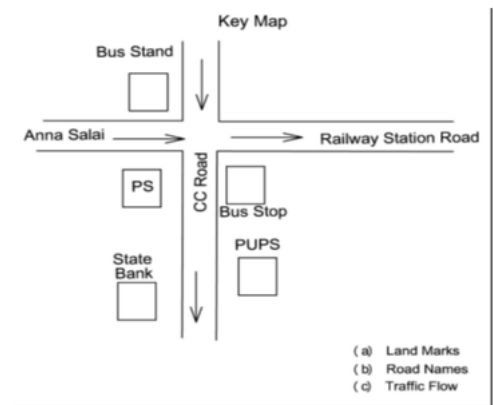 Key Map
Bus Stand
Anna Salai
Railway Station Road
PS
CC Road
Bus Stop
PUPS
State
Bank
(a) Land Marks
(b) Road Names
(c) Traffic Flow